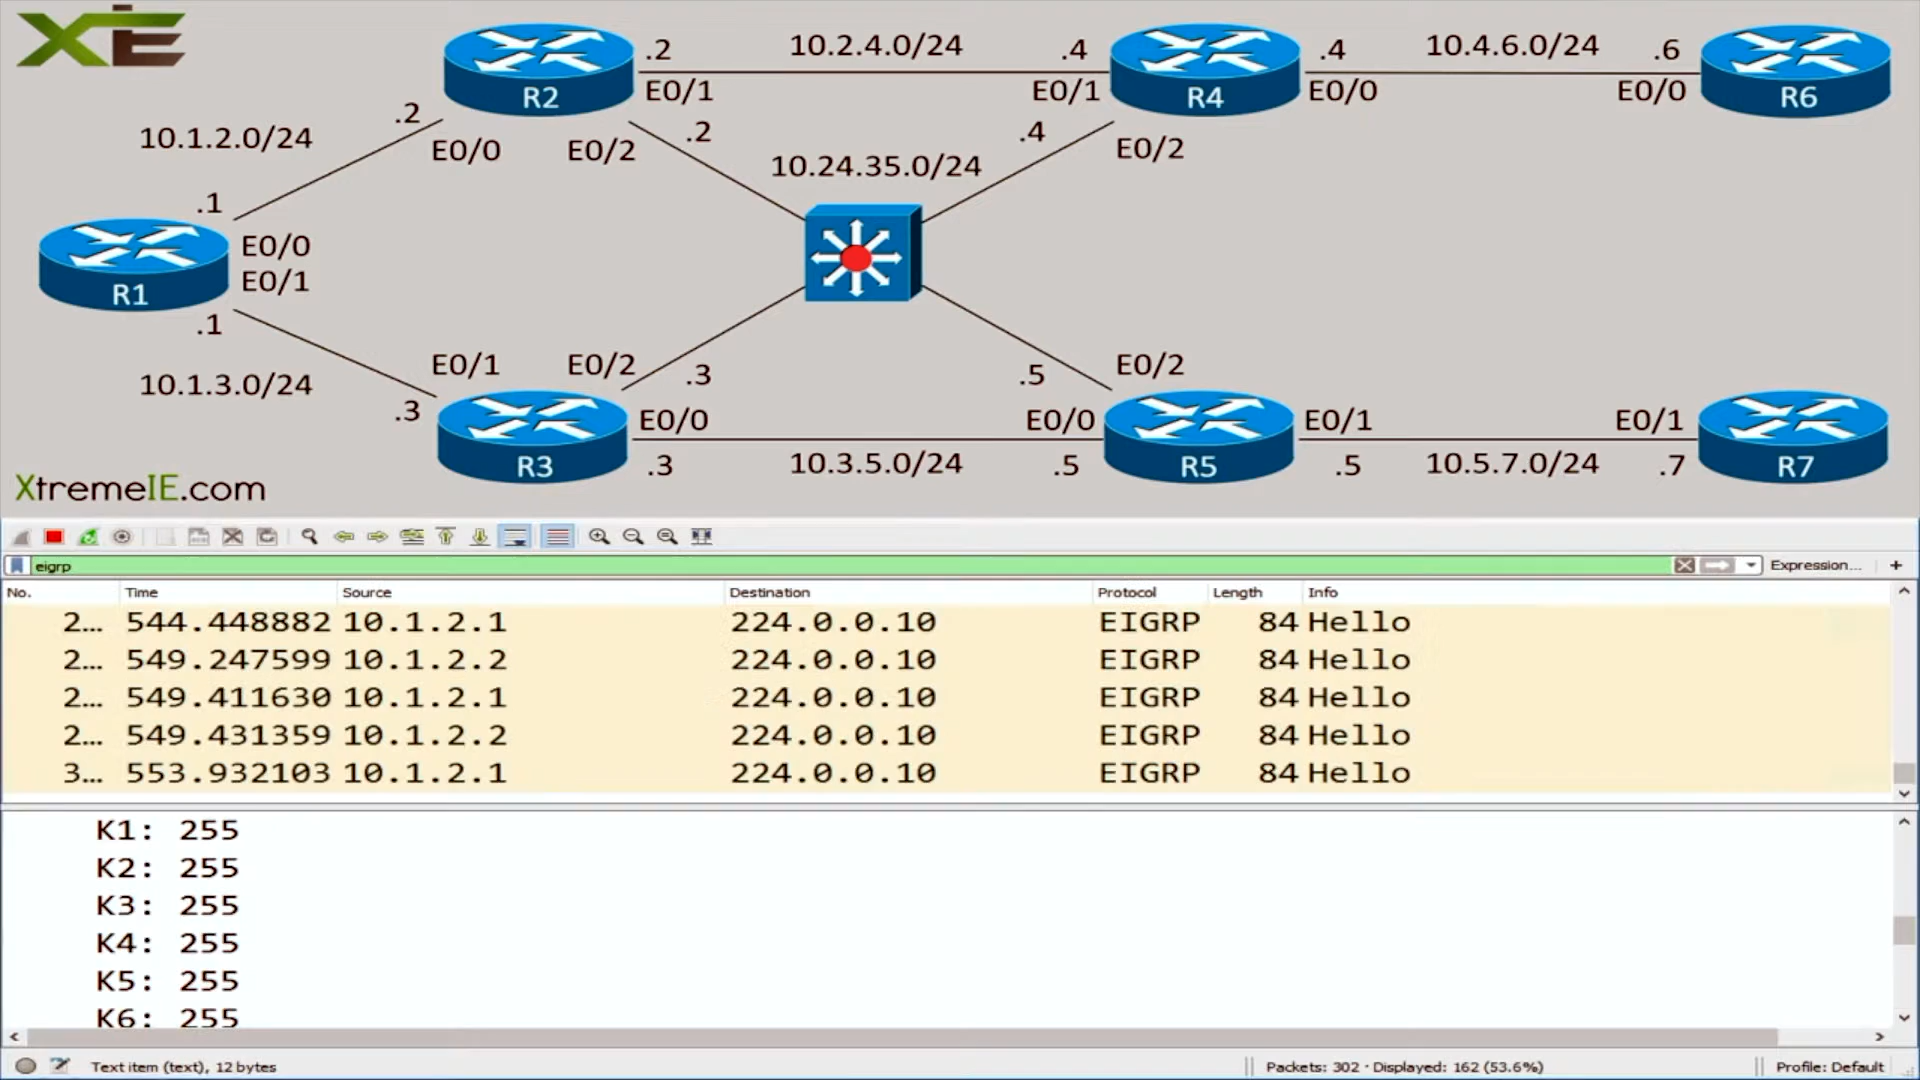 XIE
R2
.2
10.2.4.0/24
.4
R4
.4
10.4.6.0/24
.6
R6
E0/1
E0/1
E0/0
E0/0
.2
10.1.2.0/24
E0/0
E0/2
.2
10.24.35.0/24
.4
E0/2
.1
E0/0
R1
E0/1
.1
10.1.3.0/24
E0/1
E0/2
.3
.5
E0/2
.3
R3
E0/0
E0/0
R5
E0/1
E0/1
R7
.3
10.3.5.0/24
.5
.5
10.5.7.0/24
.7
XtremeIE.com
eigrp
Expression... +
No. Time Source Destination Protocol Length Info
2... 544.448882 10.1.2.1 224.0.0.10 EIGRP 84 Hello
2... 549.247599 10.1.2.2 224.0.0.10 EIGRP 84 Hello
2... 549.411630 10.1.2.1 224.0.0.10 EIGRP 84 Hello
2... 549.431359 10.1.2.2 224.0.0.10 EIGRP 84 Hello
3... 553.932103 10.1.2.1 224.0.0.10 EIGRP 84 Hello
K1: 255
K2: 255
K3: 255
K4: 255
K5: 255
K6: 255
Text item (text), 12 bytes
Packets: 302 · Displayed: 162 (53.6%)
Profile: Default